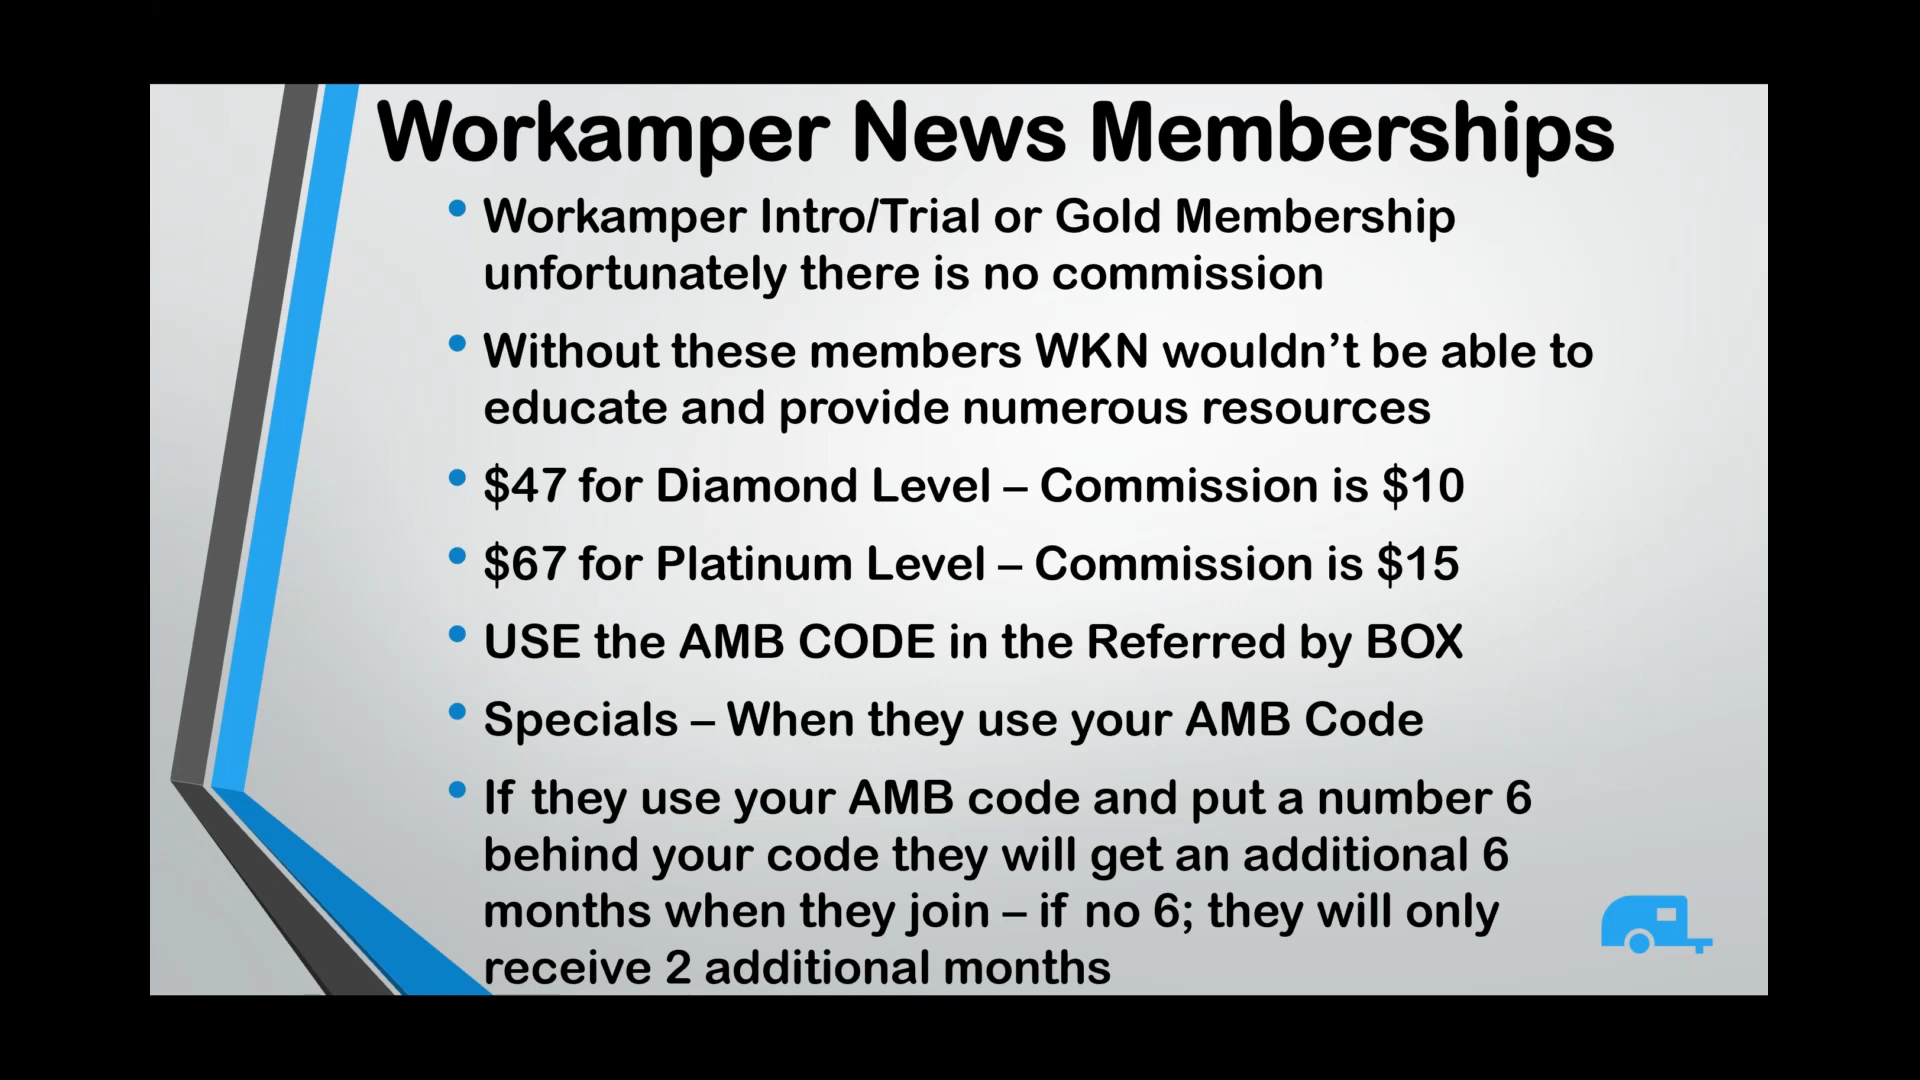 Workamper News Memberships
• Workamper Intro/Trial or Gold Membership
unfortunately there is no commission
• Without these members WKN wouldn’t be able to
educate and provide numerous resources
• $47 for Diamond Level – Commission is $10
• $67 for Platinum Level – Commission is $15
• USE the AMB CODE in the Referred by BOX
• Specials – When they use your AMB Code
• If they use your AMB code and put a number 6
behind your code they will get an additional 6
months when they join – if no 6; they will only
receive 2 additional months